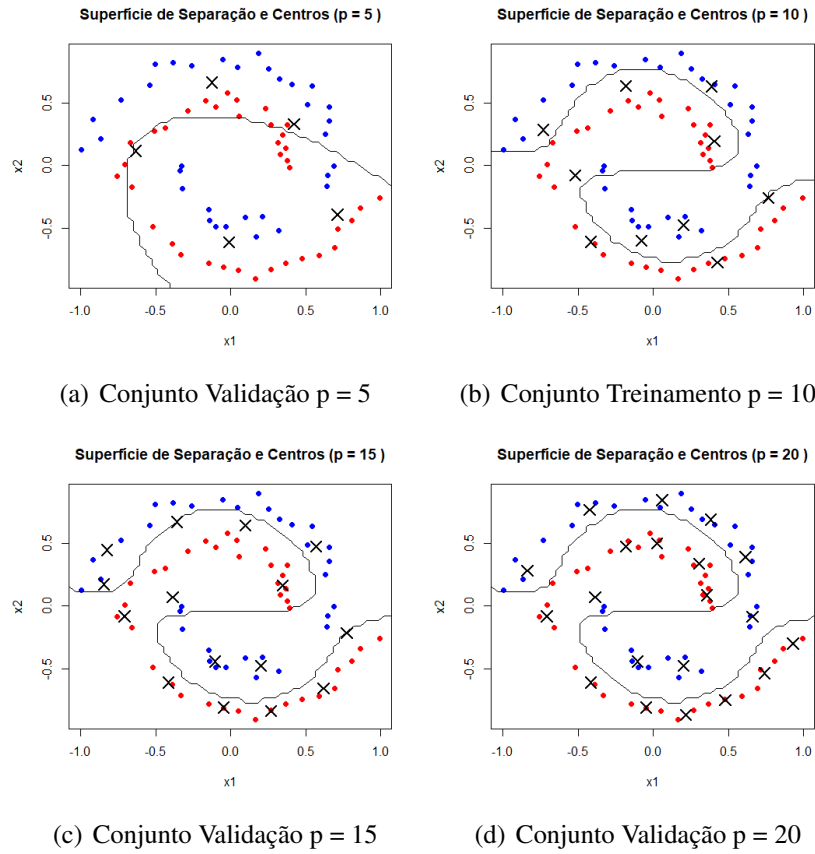 Superfície de Separação e Centros (p = 5 )
x2
0.5
0.0
-0.5
-1.0 -0.5 0.0 0.5 1.0
x1
(a) Conjunto Validação p = 5
Superfície de Separação e Centros (p = 10 )
x2
0.5
0.0
-0.5
-1.0 -0.5 0.0 0.5 1.0
x1
(b) Conjunto Treinamento p = 10
Superfície de Separação e Centros (p = 15 )
x2
0.5
0.0
-0.5
-1.0 -0.5 0.0 0.5 1.0
x1
(c) Conjunto Validação p = 15
Superfície de Separação e Centros (p = 20 )
x2
0.5
0.0
-0.5
-1.0 -0.5 0.0 0.5 1.0
x1
(d) Conjunto Validação p = 20